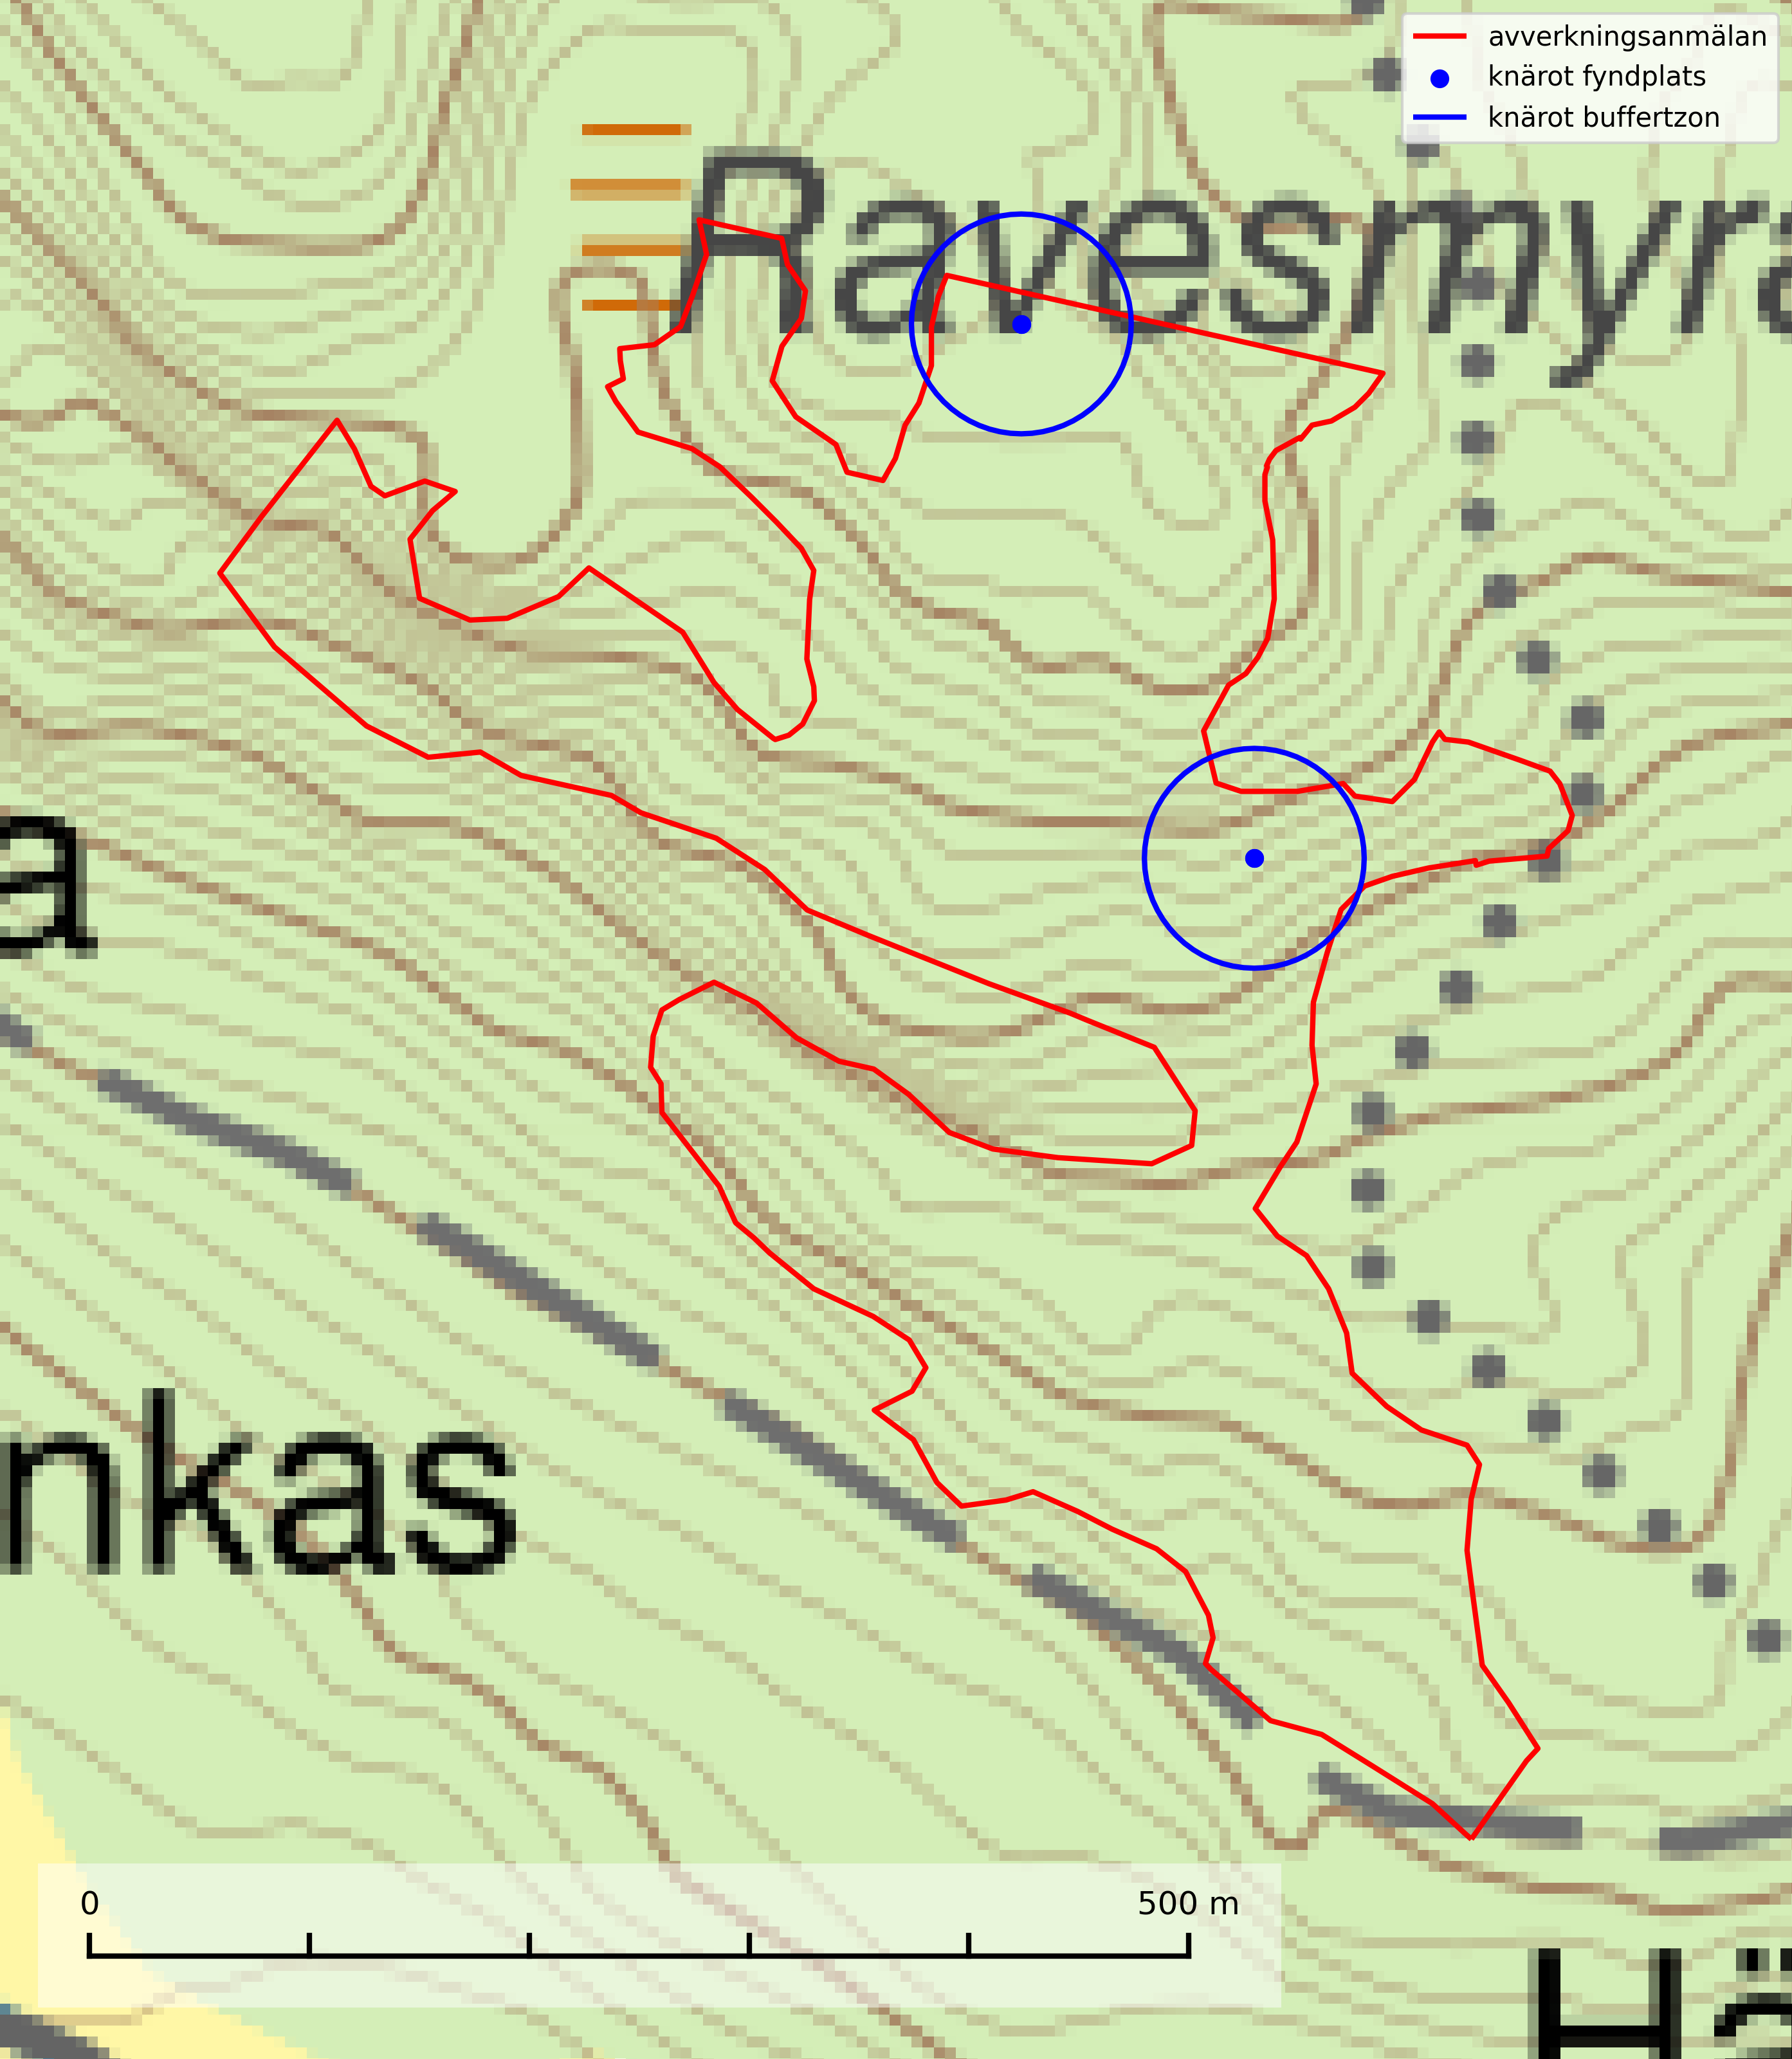 avverkningsanmälan
knärot fyndplats
knärot buffertzon
Ravesmyra
a
nkas
0 500 m
Hä